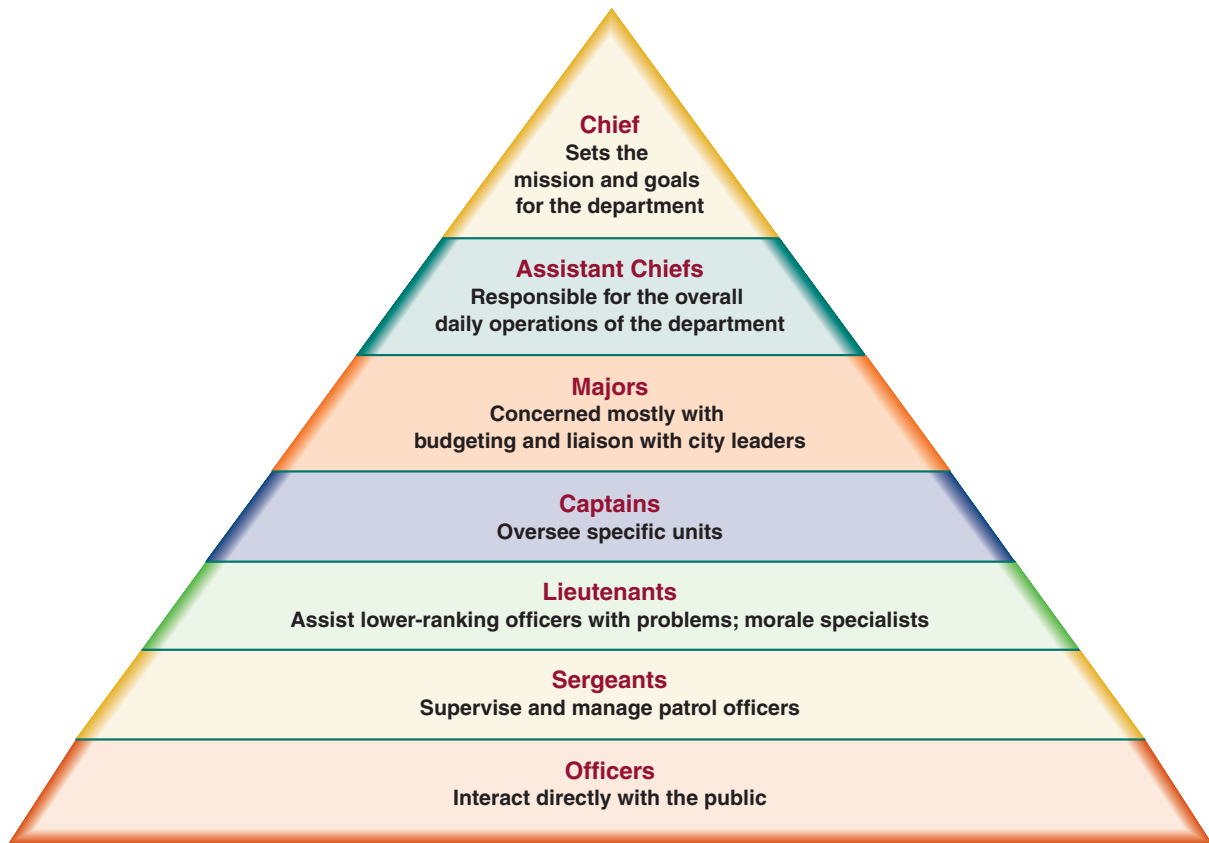 Chief
Sets the
mission and goals
for the department
Assistant Chiefs
Responsible for the overall
daily operations of the department
Majors
Concerned mostly with
budgeting and liaison with city leaders
Captains
Oversee specific units
Lieutenants
Assist lower-ranking officers with problems; morale specialists
Sergeants
Supervise and manage patrol officers
Officers
Interact directly with the public